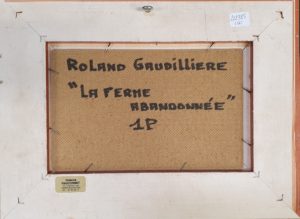 ROLAND GAUDILLIERE
"LA FERME
ABANDONNÉE"
1P